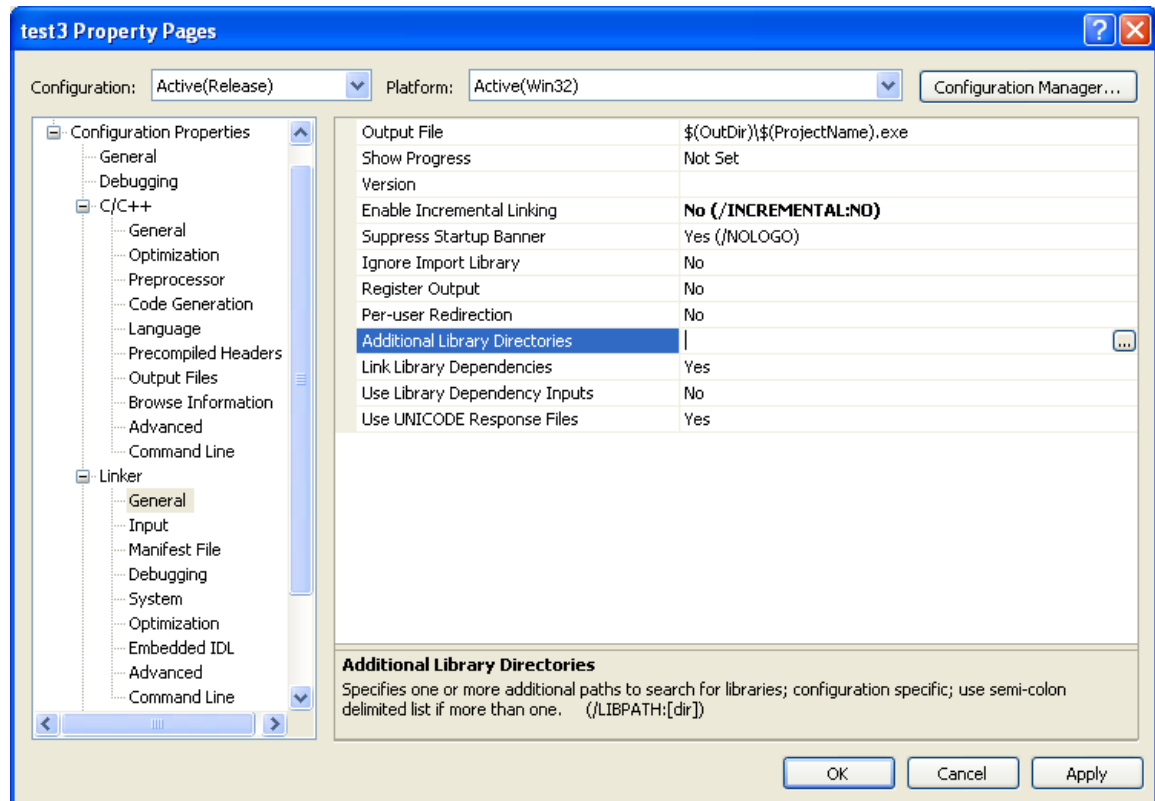 test3 Property Pages
Configuration: Active(Release) Platform: Active(Win32) Configuration Manager...
Configuration Properties
General
Debugging
C/C++
General
Optimization
Preprocessor
Code Generation
Language
Precompiled Headers
Output Files
Browse Information
Advanced
Command Line
Linker
General
Input
Manifest File
Debugging
System
Optimization
Embedded IDL
Advanced
Command Line
Output File $(OutDir)\$(ProjectName).exe
Show Progress Not Set
Version
Enable Incremental Linking No (/INCREMENTAL:NO)
Suppress Startup Banner Yes (/NOLOGO)
Ignore Import Library No
Register Output No
Per-user Redirection No
Additional Library Directories ...
Link Library Dependencies Yes
Use Library Dependency Inputs No
Use UNICODE Response Files Yes
Additional Library Directories
Specifies one or more additional paths to search for libraries; configuration specific; use semi-colon
delimited list if more than one. (/LIBPATH:[dir])
OK Cancel Apply